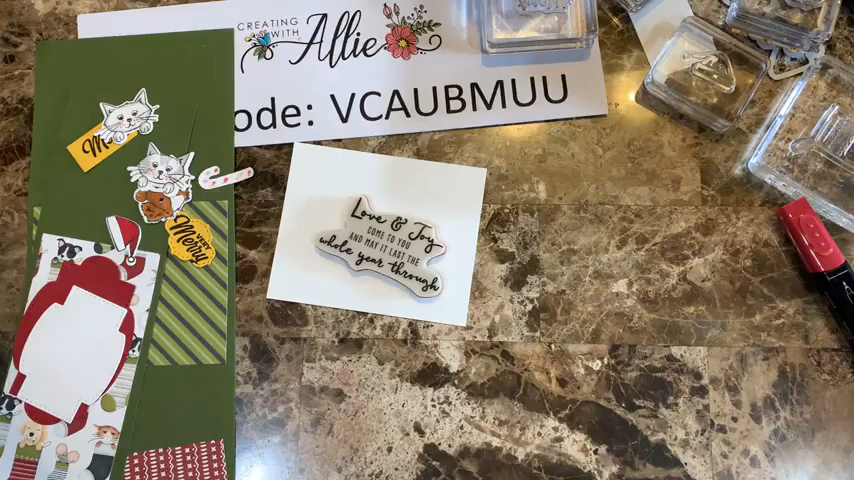 CREATING
WITH
Allie
ode: VCAUBMUU
Love & Joy
COME TO YOU
AND MAY IT LAST THE
whole year through
VERY
Merry